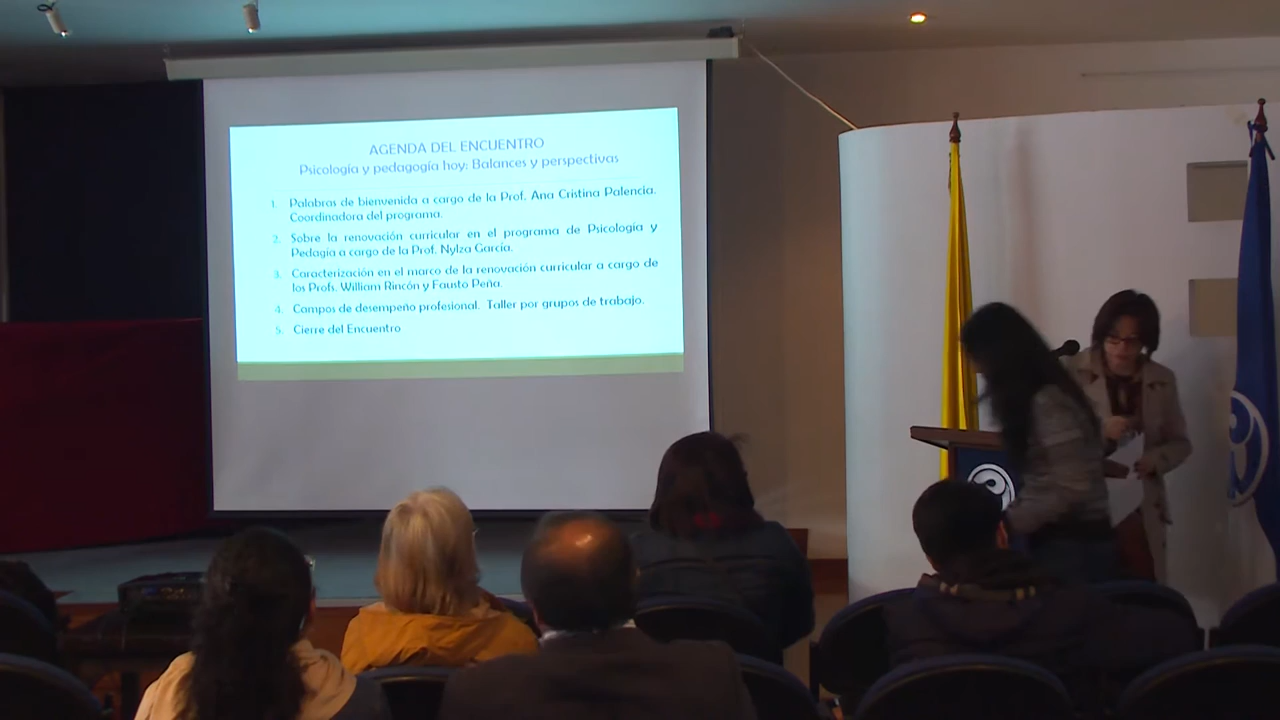 AGENDA DEL ENCUENTRO
Psicología y pedagogía hoy: Balances y perspectivas
1. Palabras de bienvenida a cargo de la Prof. Ana Cristina Palencia.
Coordinadora del programa.
2. Sobre la renovación curricular en el programa de Psicología y
Pedagía a cargo de la Prof. Nylza García.
3. Caracterización en el marco de la renovación curricular a cargo de
los Profs. William Rincón y Fausto Peña.
4. Campos de desempeño profesional. Taller por grupos de trabajo.
5. Cierre del Encuentro